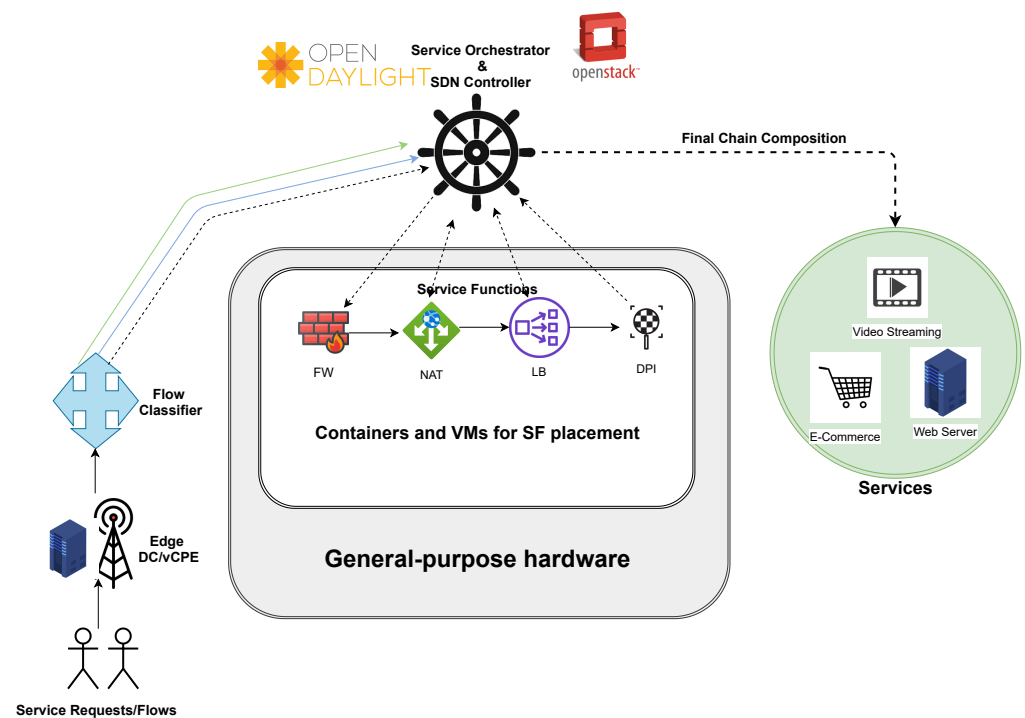 OPEN
DAYLIGHT
Service Orchestrator
&
SDN Controller
openstack™
Final Chain Composition
Service Functions
FW
NAT
LB
DPI
Containers and VMs for SF placement
General-purpose hardware
Flow
Classifier
Edge
DC/vCPE
Service Requests/Flows
Video Streaming
E-Commerce
Web Server
Services